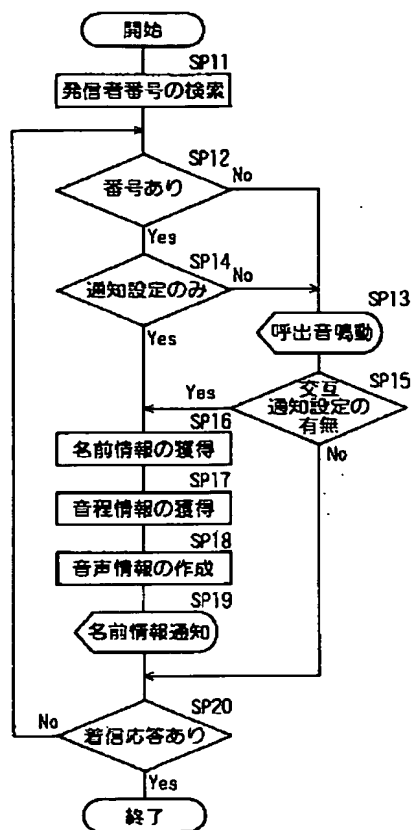 開始
SP11
発信者番号の検索
SP12
番号あり
No
Yes
SP14
通知設定のみ
No
Yes
SP13
呼出音鳴動
SP15
交互
通知設定の
有無
Yes
No
SP16
名前情報の獲得
SP17
音程情報の獲得
SP18
音声情報の作成
SP19
名前情報通知
SP20
着信応答あり
No
Yes
終了